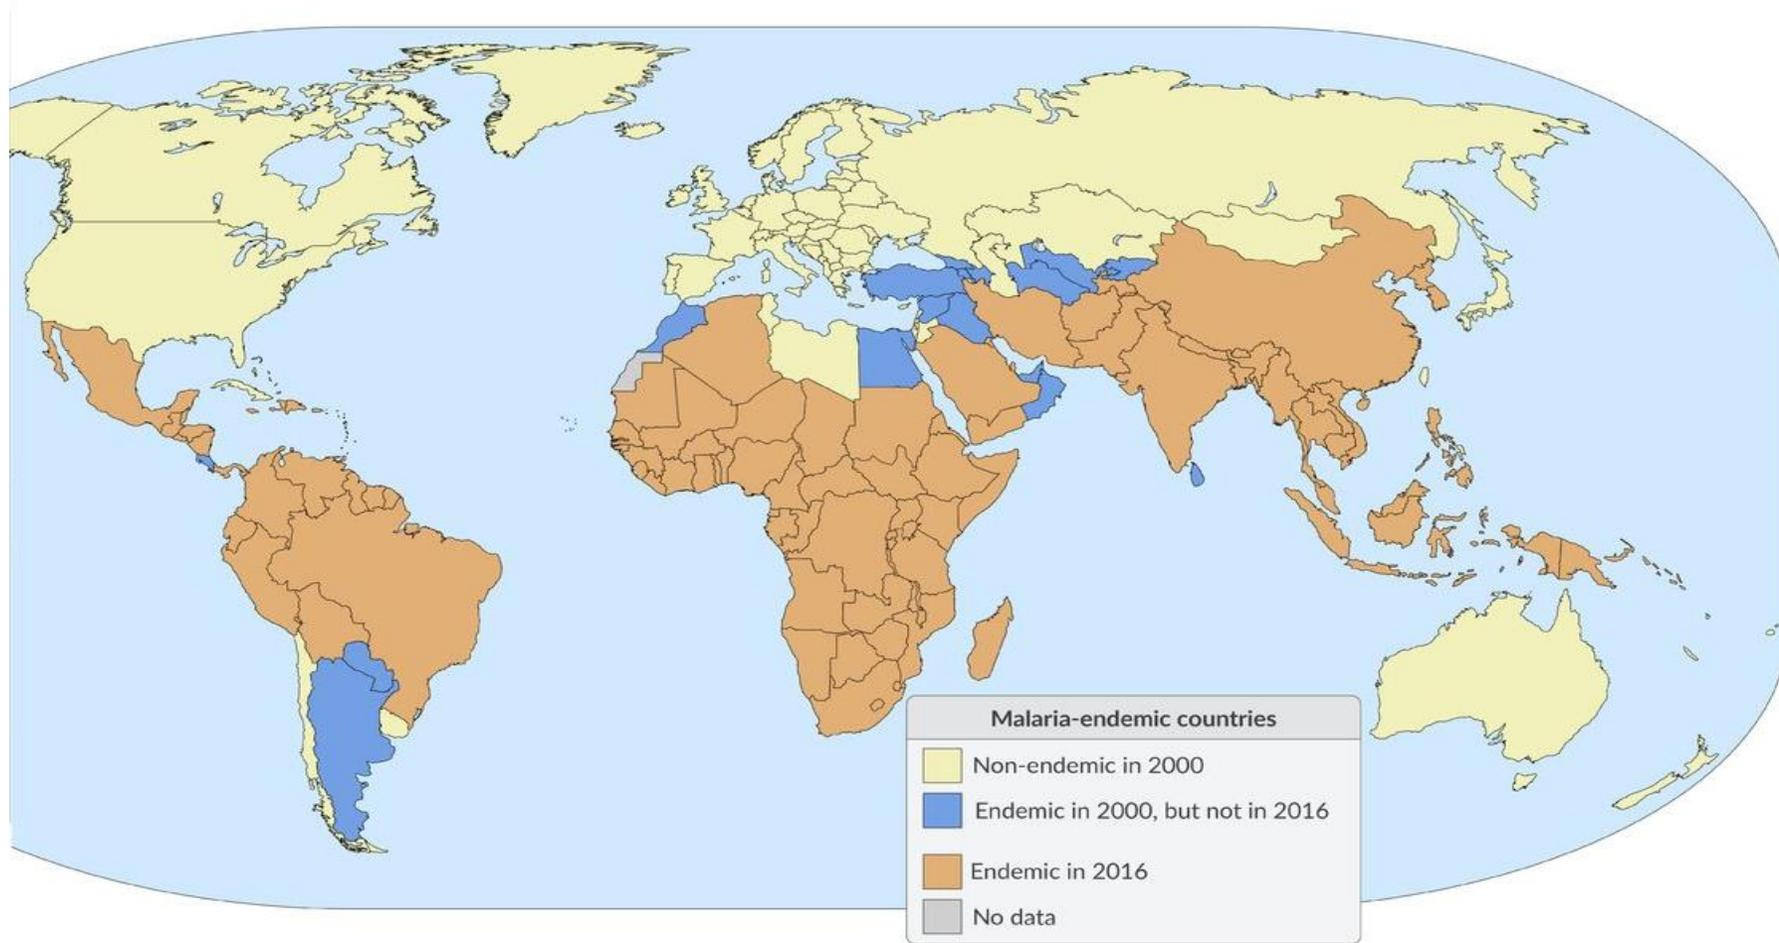 Malaria-endemic countries
Non-endemic in 2000
Endemic in 2000, but not in 2016
Endemic in 2016
No data